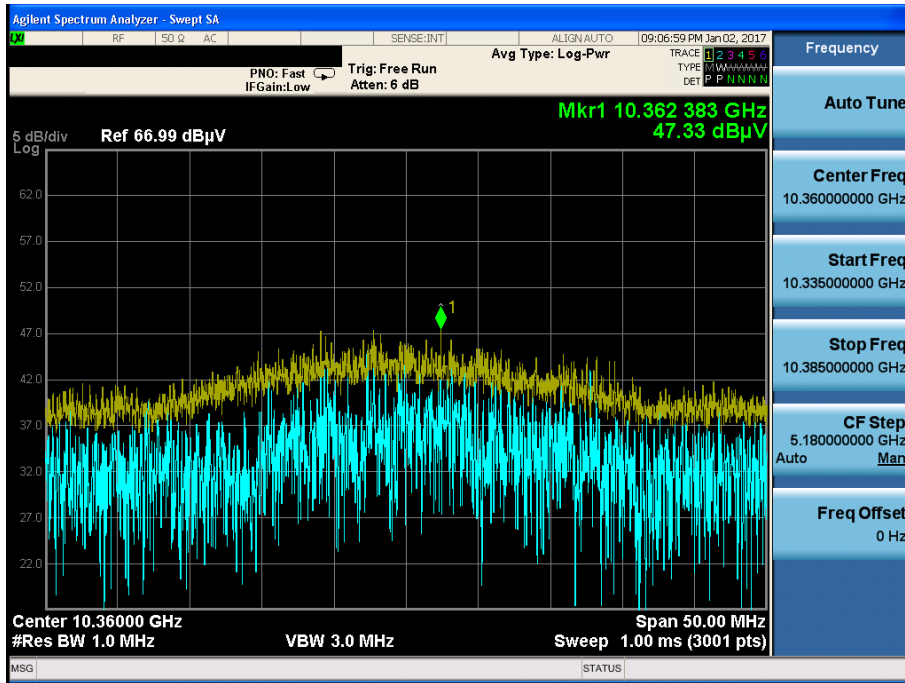 Agilent Spectrum Analyzer - Swept SA
LXI RF 50 Ω AC SENSE:INT ALIGN AUTO 09:06:59 PM Jan 02, 2017
PNO: Fast
IFGain:Low
Trig: Free Run
Atten: 6 dB
Avg Type: Log-Pwr
TRACE 1 2 3 4 5 6
TYPE M W W W W W
DET P P N N N N
Mkr1 10.362 383 GHz
47.33 dBµV
5 dB/div
Log
Ref 66.99 dBµV
62.0
57.0
52.0
47.0
42.0
37.0
32.0
27.0
22.0
1
Center 10.36000 GHz
Span 50.00 MHz
#Res BW 1.0 MHz
VBW 3.0 MHz
Sweep 1.00 ms (3001 pts)
MSG
STATUS
Frequency
Auto Tune
Center Freq
10.360000000 GHz
Start Freq
10.335000000 GHz
Stop Freq
10.385000000 GHz
CF Step
5.180000000 GHz
Auto Man
Freq Offset
0 Hz